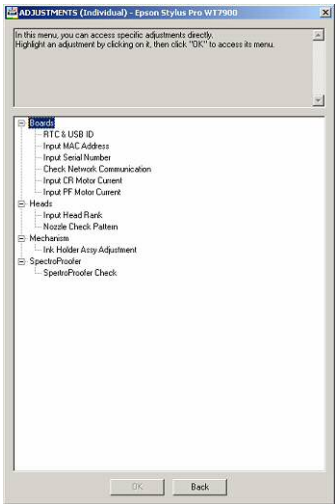 ADJUSTMENTS (Individual) - Epson Stylus Pro WT7900
In this menu, you can access specific adjustments directly.
Highlight an adjustment by clicking on it, then click "OK" to access its menu.
Boards
RTC & USB ID
Input MAC Address
Input Serial Number
Check Network Communication
Input CR Motor Current
Input PF Motor Current
Heads
Input Head Rank
Nozzle Check Pattern
Mechanism
Ink Holder Assy Adjustment
SpectroProofer
SpertroProofer Check
OK
Back